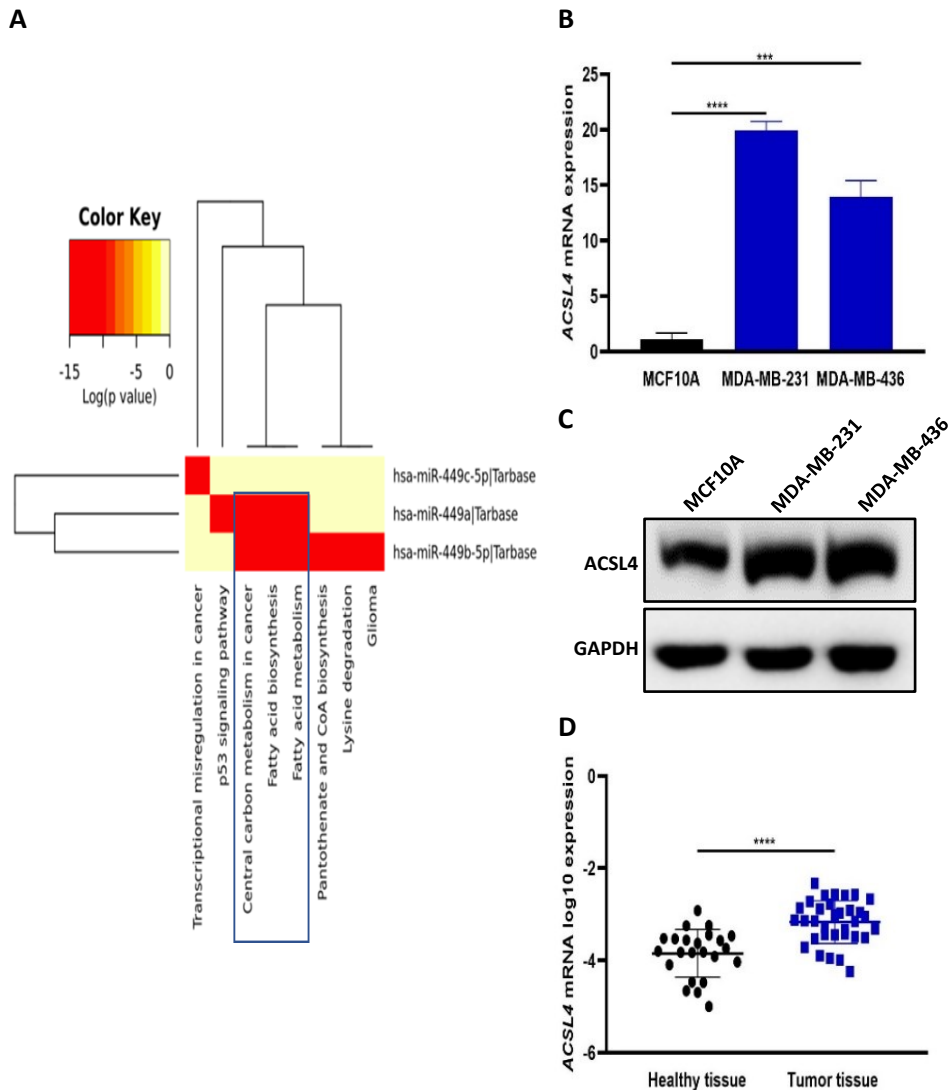 A
Color Key
-15
-5
0
Log(p value)
hsa-miR-449c-5p|Tarbase
hsa-miR-449a|Tarbase
hsa-miR-449b-5p|Tarbase
Transcriptional misregulation in cancer
p53 signaling pathway
Central carbon metabolism in cancer
Fatty acid biosynthesis
Fatty acid metabolism
Pantothenate and CoA biosynthesis
Lysine degradation
Glioma
B
ACSL4 mRNA expression
25
20
15
10
5
0
***
****
MCF10A
MDA-MB-231
MDA-MB-436
C
MCF10A
MDA-MB-231
MDA-MB-436
ACSL4
GAPDH
D
ACSL4 mRNA log10 expression
0
-2
-4
-6
****
Healthy tissue
Tumor tissue